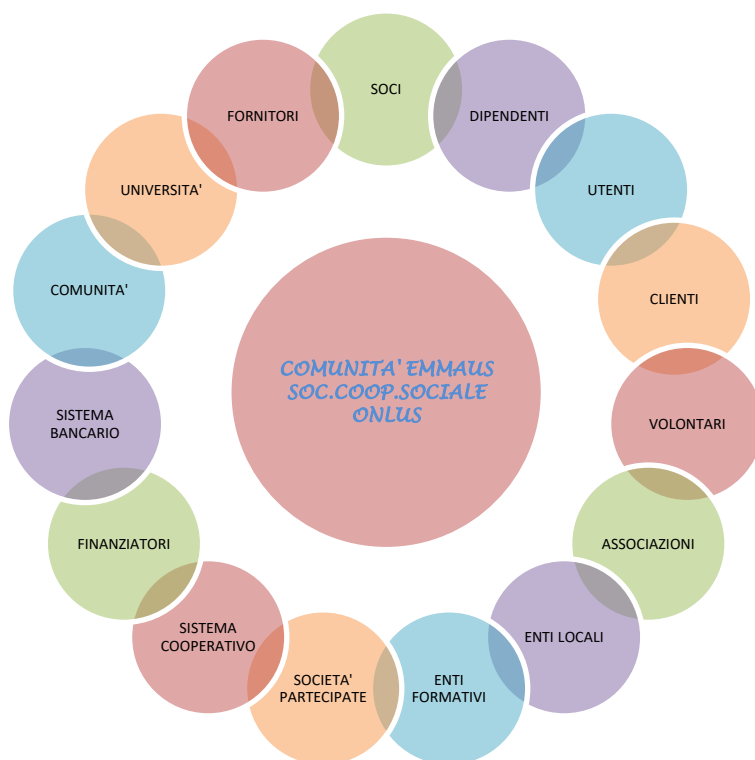 SOCI
DIPENDENTI
UTENTI
CLIENTI
VOLONTARI
ASSOCIAZIONI
ENTI LOCALI
ENTI
FORMATIVI
SOCIETA'
PARTECIPATE
SISTEMA
COOPERATIVO
FINANZIATORI
SISTEMA
BANCARIO
COMUNITA'
UNIVERSITA'
FORNITORI
COMUNITA' EMMAUS
SOC.COOP.SOCIALE
ONLUS